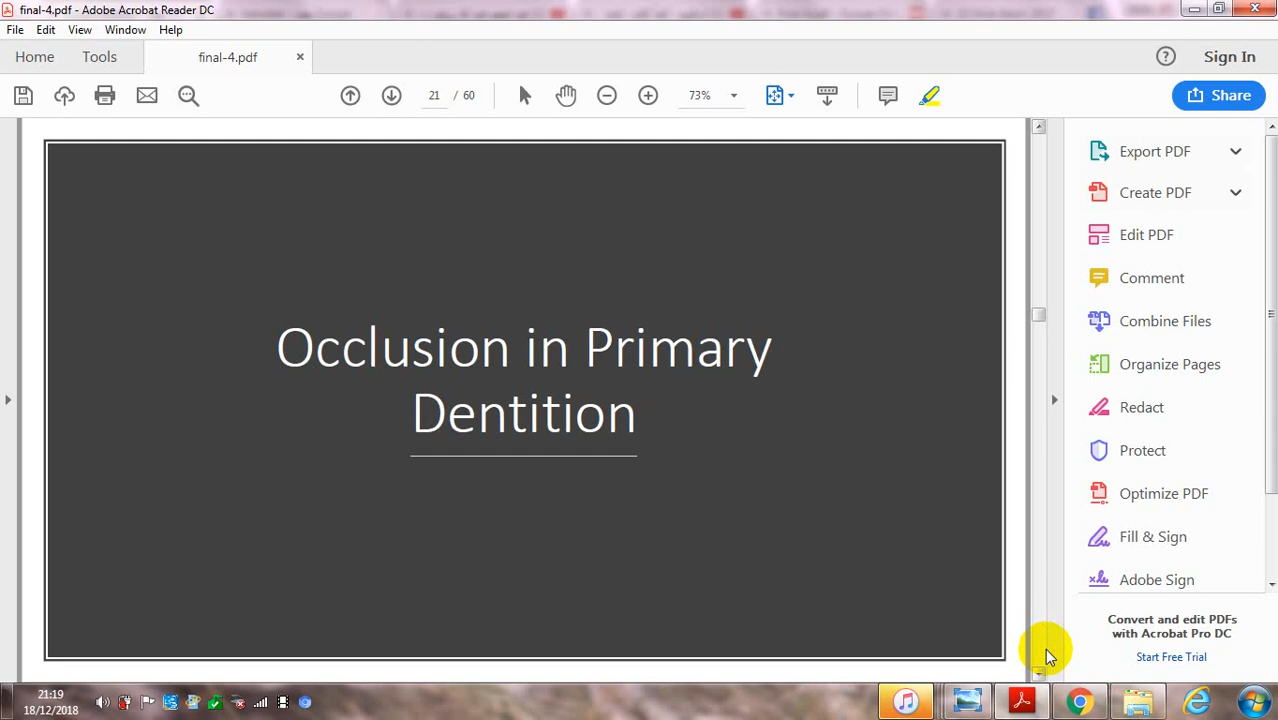 final-4.pdf - Adobe Acrobat Reader DC
File Edit View Window Help
Home Tools final-4.pdf × Sign In
21 / 60 73% Share
Occlusion in Primary
Dentition
Export PDF
Create PDF
Edit PDF
Comment
Combine Files
Organize Pages
Redact
Protect
Optimize PDF
Fill & Sign
Adobe Sign
Convert and edit PDFs
with Acrobat Pro DC
Start Free Trial
21:19
18/12/2018